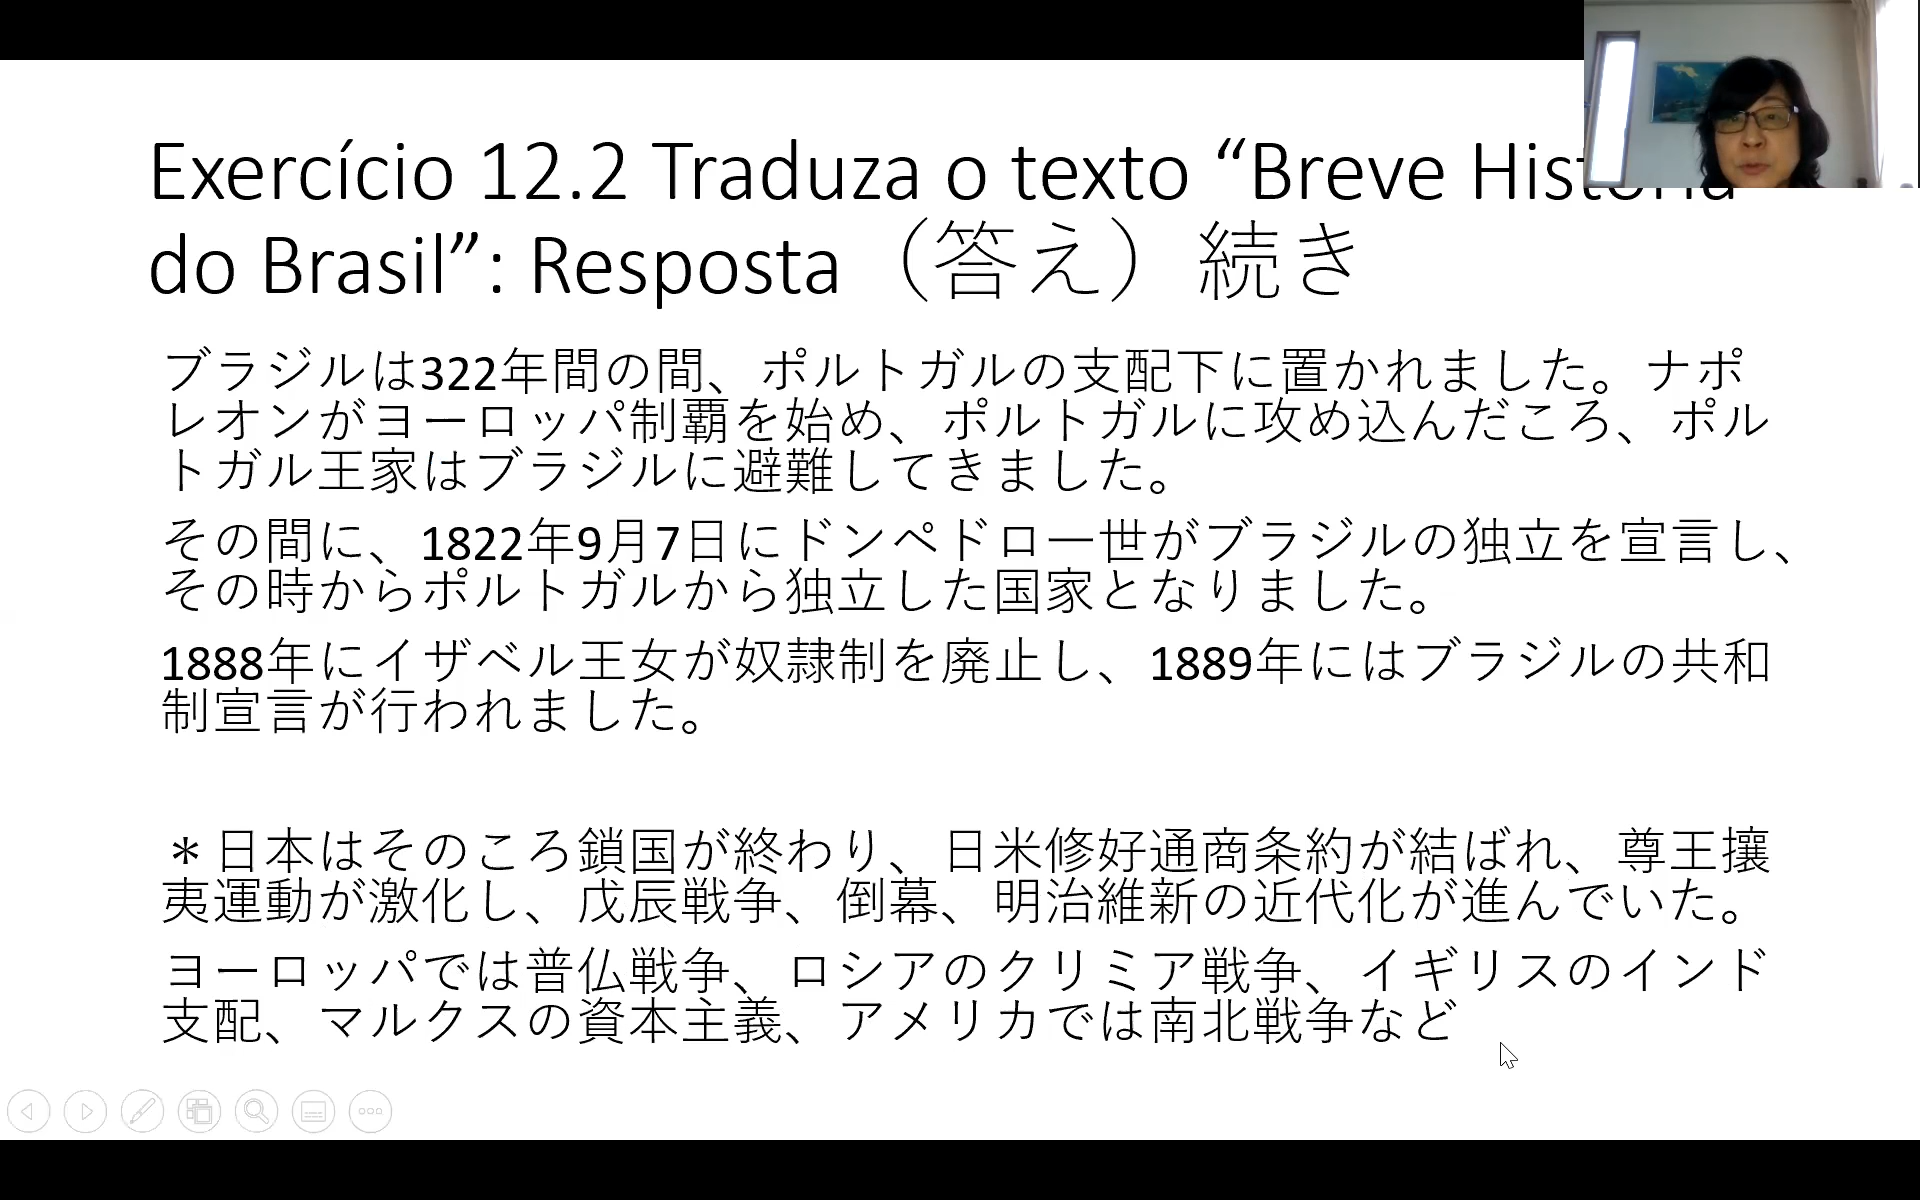 Exercício 12.2 Traduza o texto “Breve História
do Brasil”: Resposta （答え）続き
ブラジルは322年間の間、ポルトガルの支配下に置かれました。ナポ
レオンがヨーロッパ制覇を始め、ポルトガルに攻め込んだころ、ポル
トガル王家はブラジルに避難してきました。
その間に、1822年9月7日にドンペドロ一世がブラジルの独立を宣言し、
その時からポルトガルから独立した国家となりました。
1888年にイザベル王女が奴隷制を廃止し、1889年にはブラジルの共和
制宣言が行われました。
＊日本はそのころ鎖国が終わり、日米修好通商条約が結ばれ、尊王攘
夷運動が激化し、戊辰戦争、倒幕、明治維新の近代化が進んでいた。
ヨーロッパでは普仏戦争、ロシアのクリミア戦争、イギリスのインド
支配、マルクスの資本主義、アメリカでは南北戦争など